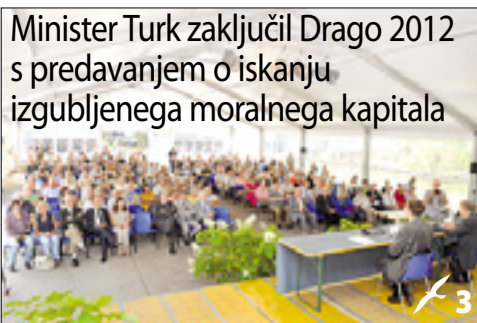 Minister Turk zaključil Drago 2012
s predavanjem o iskanju
izgubljenega moralnega kapitala
3